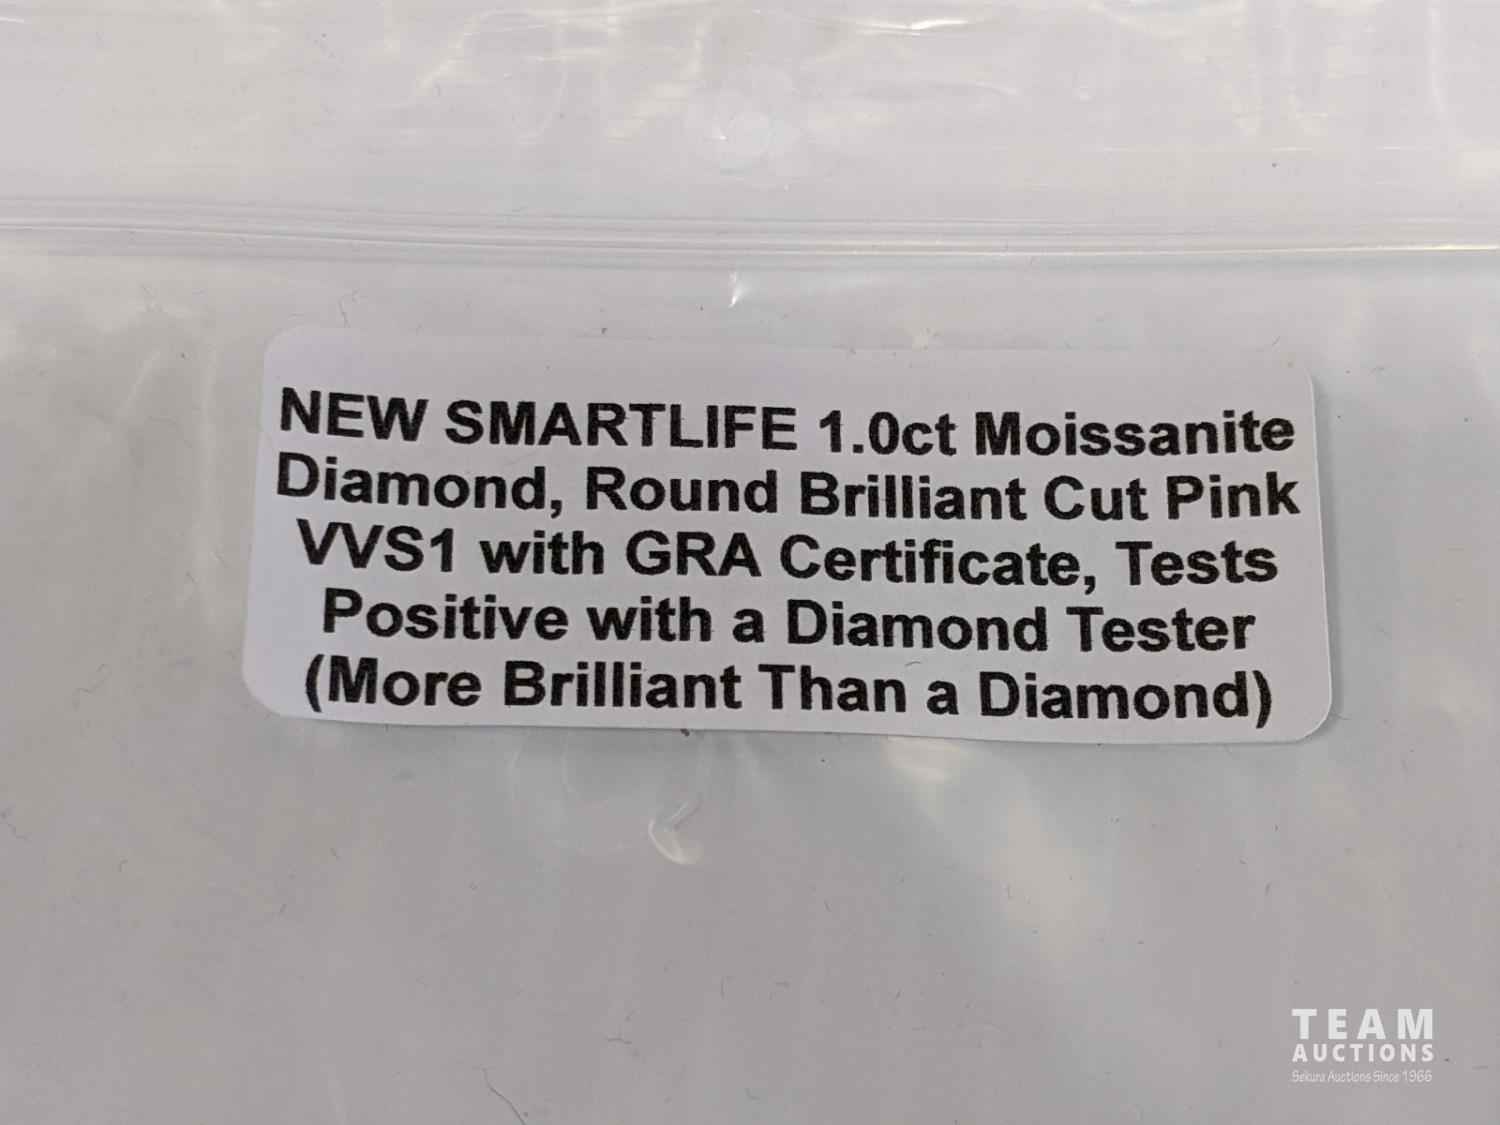 NEW SMARTLIFE 1.0ct Moissanite
Diamond, Round Brilliant Cut Pink
VVS1 with GRA Certificate, Tests
Positive with a Diamond Tester
(More Brilliant Than a Diamond)
TEAM
AUCTIONS
Sekura Auctions Since 1966